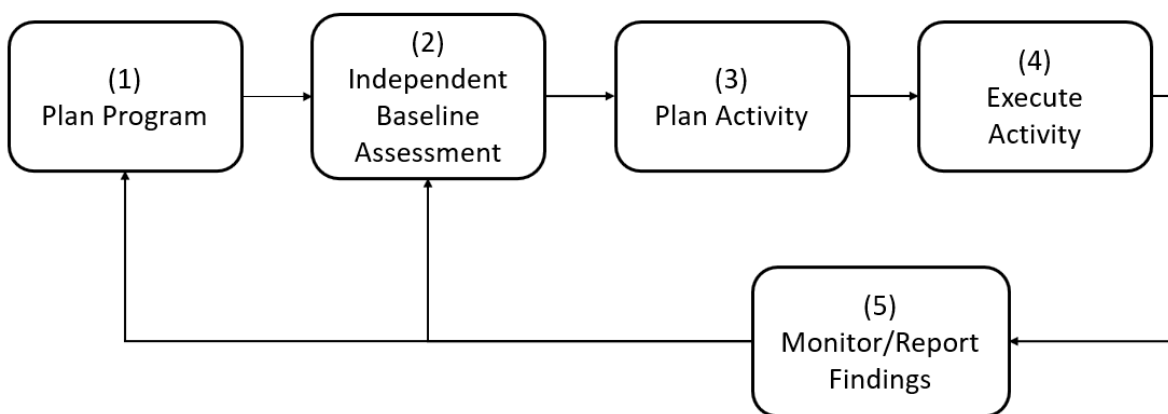 (1)
Plan Program
(2)
Independent
Baseline
Assessment
(3)
Plan Activity
(4)
Execute
Activity
(5)
Monitor/Report
Findings